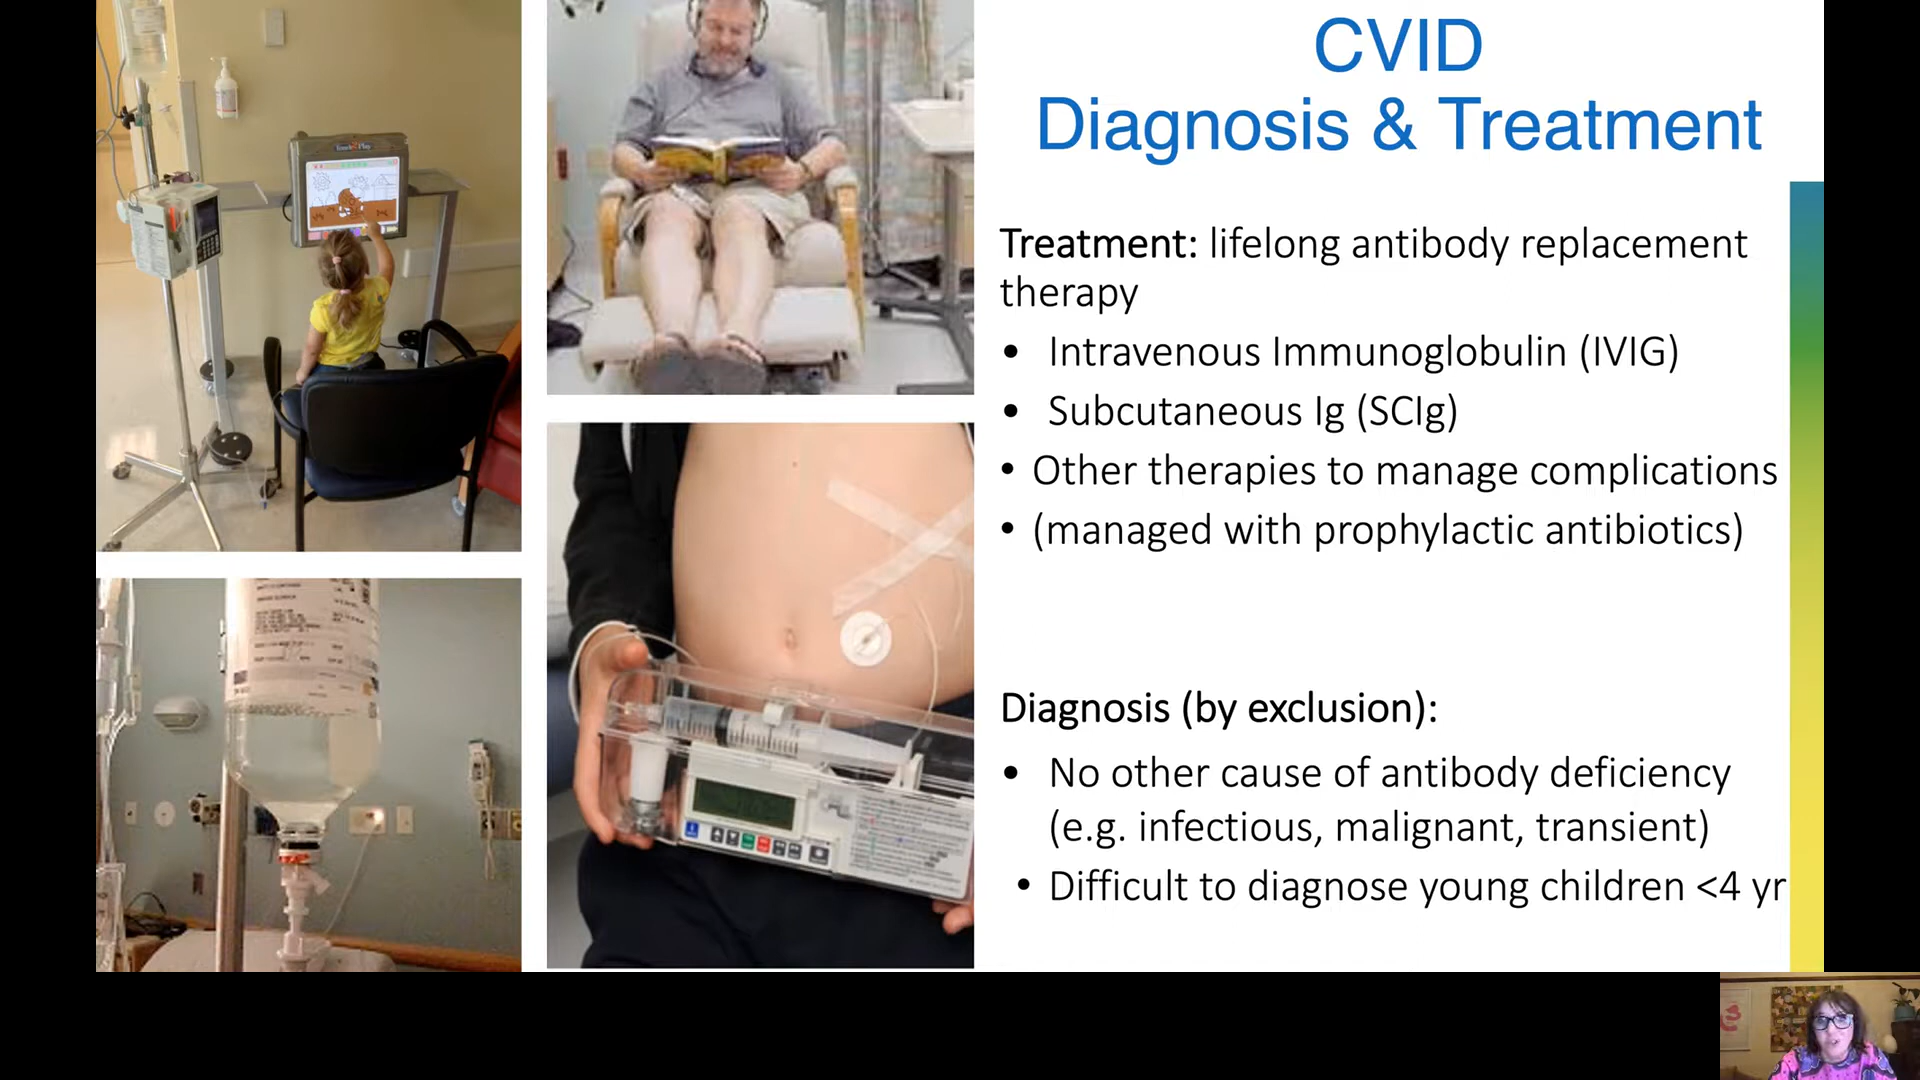 CVID
Diagnosis & Treatment
Treatment: lifelong antibody replacement
therapy
• Intravenous Immunoglobulin (IVIG)
• Subcutaneous Ig (SCIg)
• Other therapies to manage complications
• (managed with prophylactic antibiotics)
Diagnosis (by exclusion):
• No other cause of antibody deficiency
(e.g. infectious, malignant, transient)
• Difficult to diagnose young children <4 yr